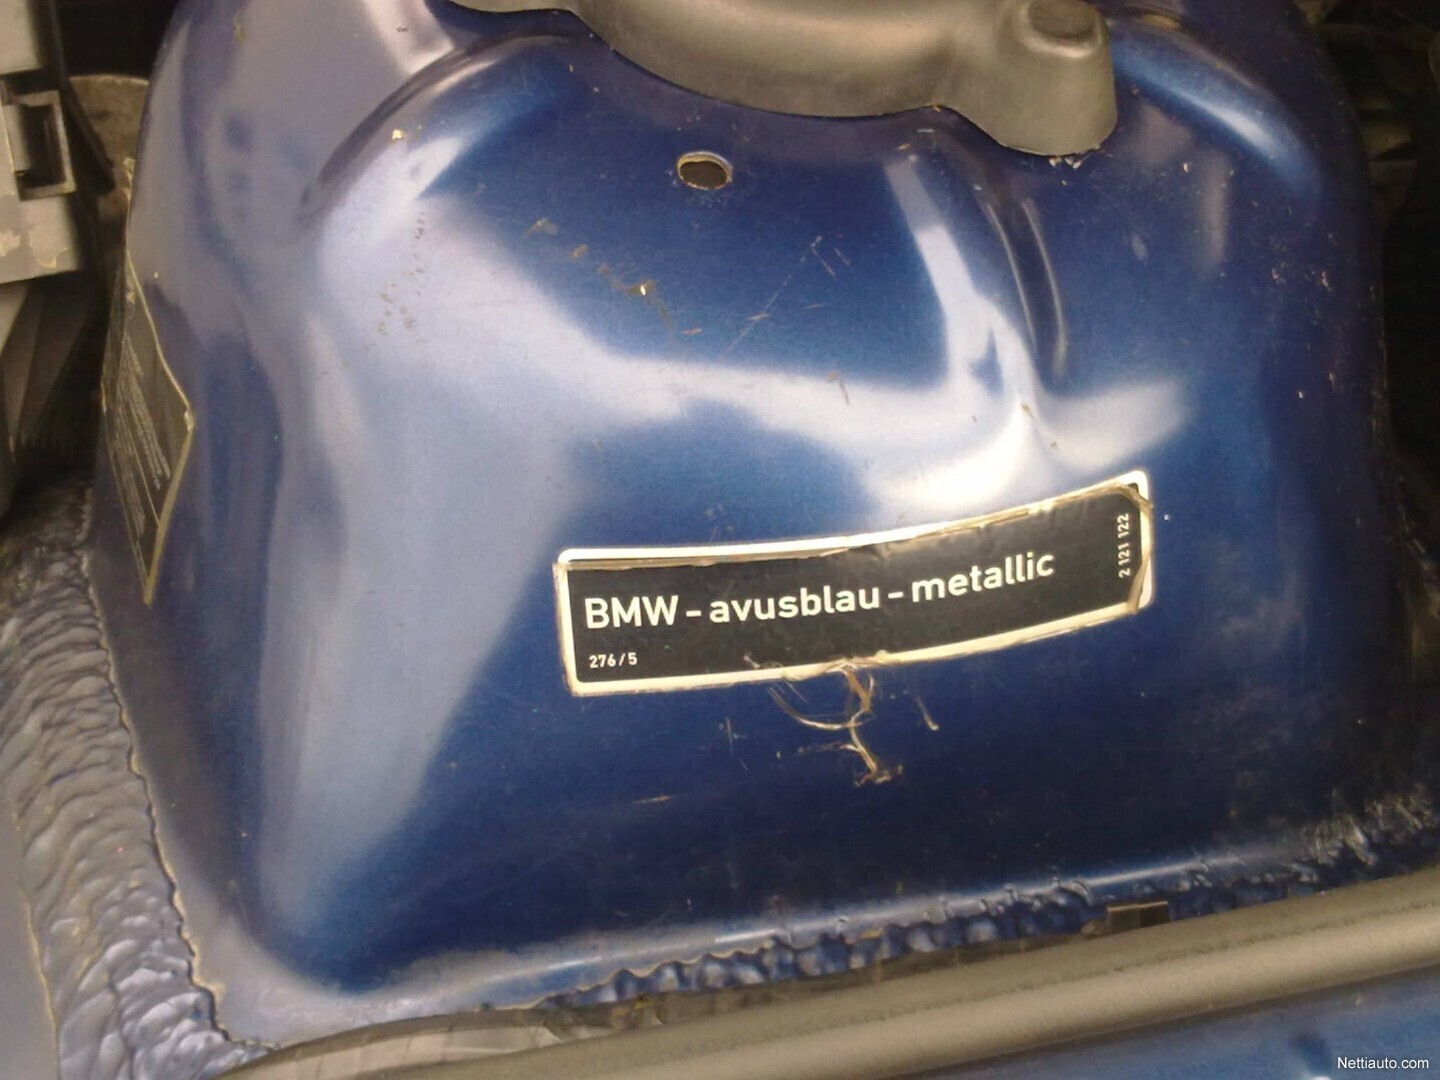 BMW - avusblau - metallic
276/5
2 121 122
Nettiauto.com